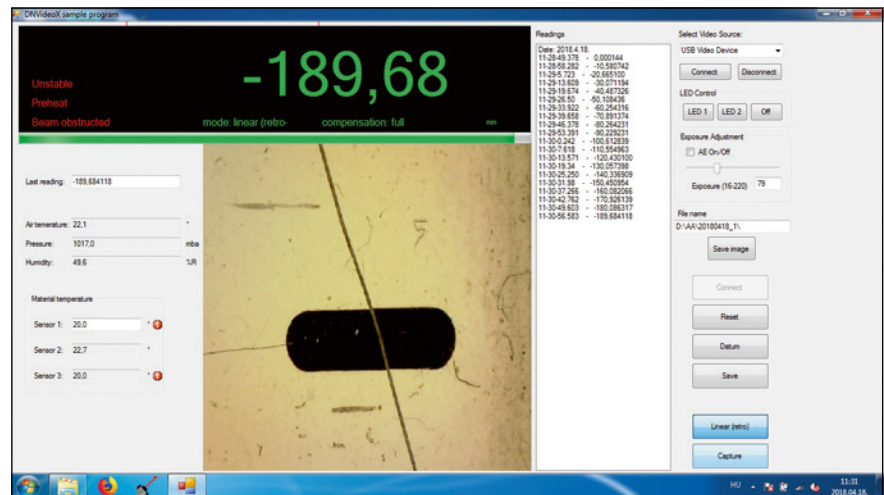 DNVideoX sample program
-189,68
Unstable
Preheat
Beam obstructed
mode: linear (retro-
compensation: full
mm
Last reading: -189,684118
Air temerature: 22,1 °
Pressure: 1017,0 mba
Humidity: 49,6 %R
Material temperature
Sensor 1: 20,0 °
Sensor 2: 22,7 °
Sensor 3: 20,0 °
Readings
Date: 2018.4.18.
11-28-49.378 - 0,000144
11-28-58.282 - -10,580742
11-29-5.723 - -20,665100
11-29-13.609 - -30,071194
11-29-19.674 - -40,487326
11-29-26.50 - -50,108436
11-29-33.922 - -60,254316
11-29-39.658 - -70,891374
11-29-46.378 - -80,264231
11-29-53.391 - -90,229231
11-30-0.242 - -100,612839
11-30-7.618 - -110,554963
11-30-13.571 - -120,430100
11-30-19.34 - -130,057398
11-30-25.250 - -140,336909
11-30-31.98 - -150,450954
11-30-37.266 - -160,082066
11-30-42.762 - -170,926139
11-30-49.603 - -180,086317
11-30-56.583 - -189,684118
Select Video Source:
USB Video Device
Connect Disconnect
LED Control
LED 1 LED 2 Off
Exposure Adjustment
AE On/Off
Exposure (16-220) 79
File name
D:\AA\20180418_1\
Save image
Connect
Reset
Datum
Save
Linear (retro)
Capture
HU
11:31
2018.04.18.